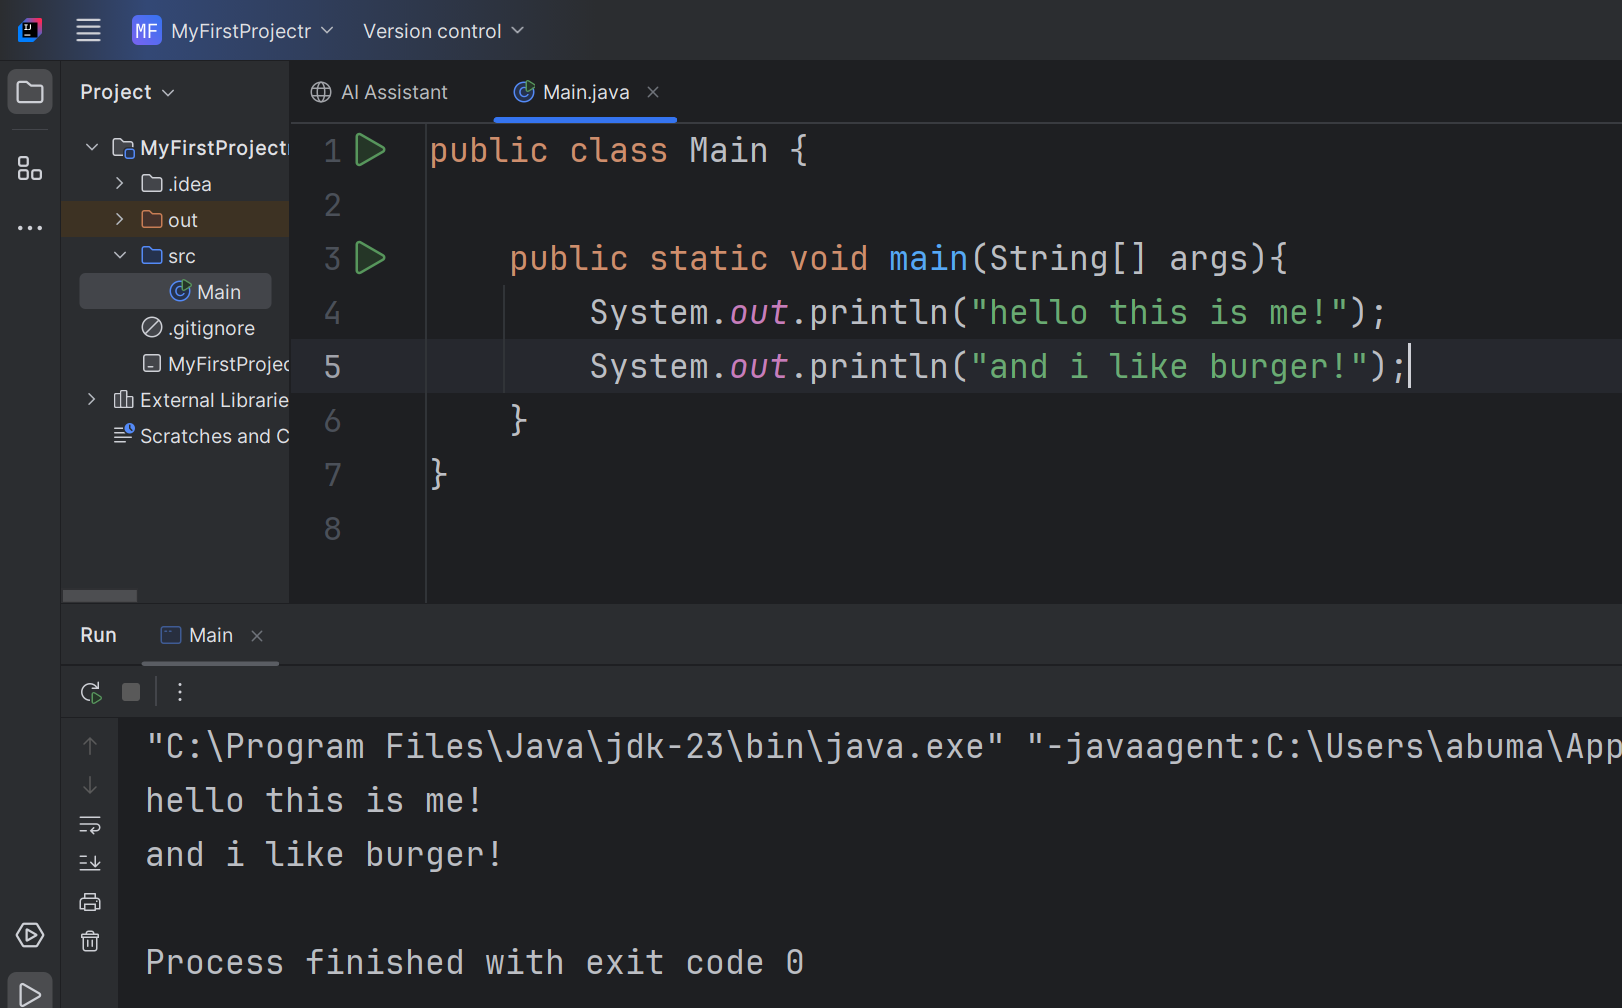 MF MyFirstProjectr Version control
Project
AI Assistant Main.java
MyFirstProjectr
.idea
out
src
Main
.gitignore
MyFirstProjec
External Librarie
Scratches and C
1 public class Main {
2
3 public static void main(String[] args){
4 System.out.println("hello this is me!");
5 System.out.println("and i like burger!");
6 }
7 }
8
Run Main
"C:\Program Files\Java\jdk-23\bin\java.exe" "-javaagent:C:\Users\abuma\App
hello this is me!
and i like burger!
Process finished with exit code 0